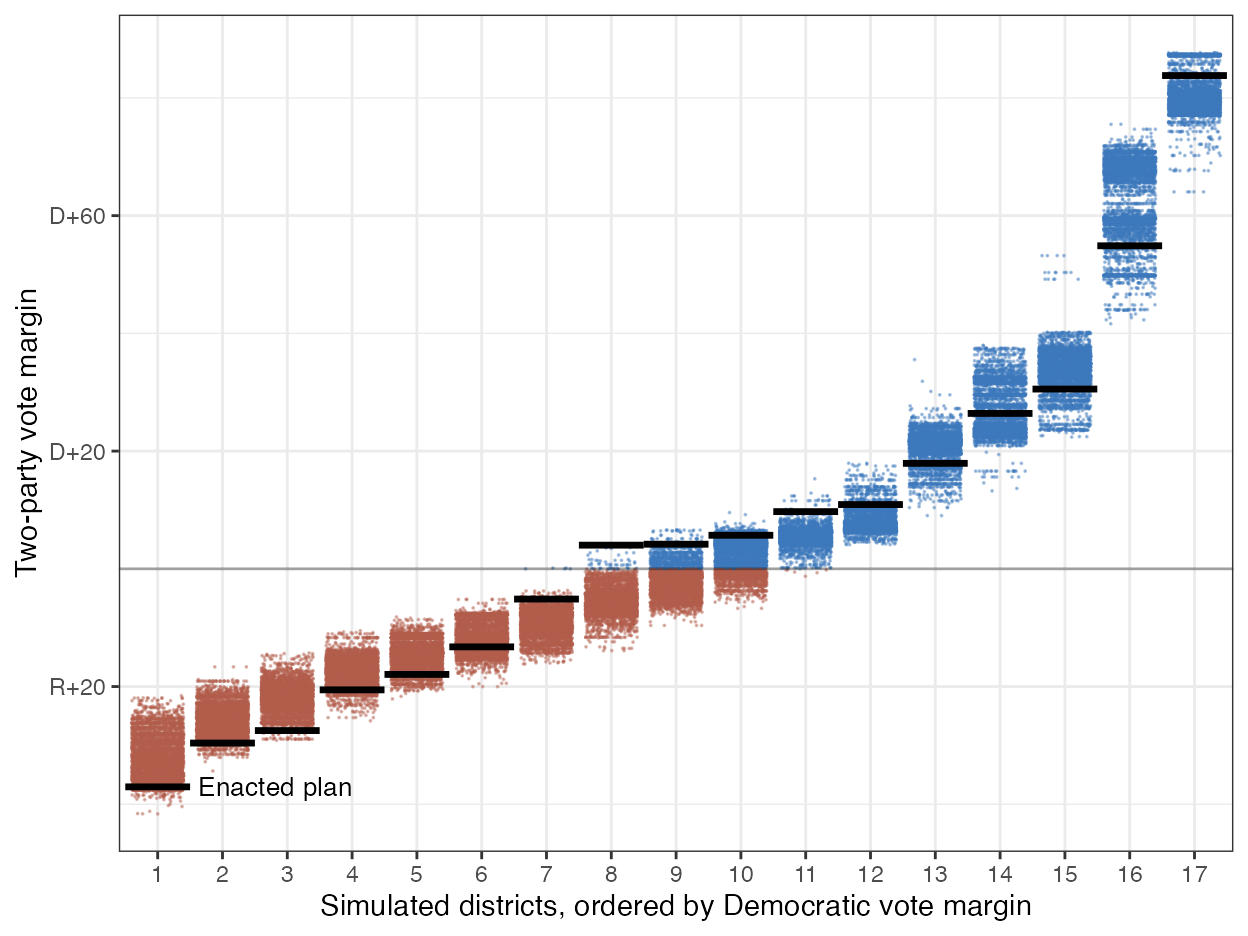 D+60
D+20
R+20
Two-party vote margin
Enacted plan
1 2 3 4 5 6 7 8 9 10 11 12 13 14 15 16 17
Simulated districts, ordered by Democratic vote margin